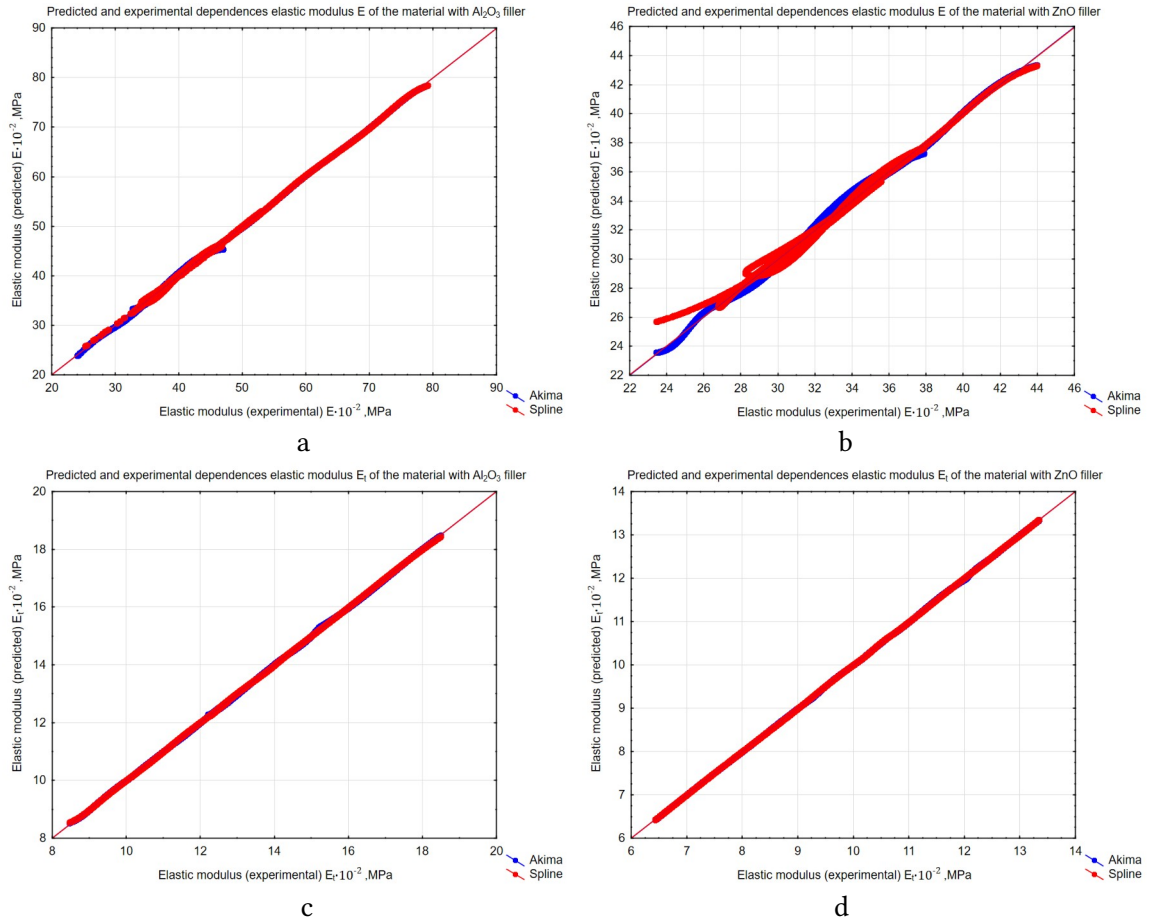 Predicted and experimental dependences elastic modulus E of the material with Al₂O₃ filler
90
80
70
60
50
40
30
20
Elastic modulus (predicted) E·10⁻² ,MPa
20 30 40 50 60 70 80 90
Elastic modulus (experimental) E·10⁻² ,MPa
Akima
Spline
a
Predicted and experimental dependences elastic modulus E of the material with ZnO filler
46
44
42
40
38
36
34
32
30
28
26
24
22
Elastic modulus (predicted) E·10⁻² ,MPa
22 24 26 28 30 32 34 36 38 40 42 44 46
Elastic modulus (experimental) E·10⁻² ,MPa
Akima
Spline
b
Predicted and experimental dependences elastic modulus Eₜ of the material with Al₂O₃ filler
20
18
16
14
12
10
8
Elastic modulus (predicted) Eₜ·10⁻² ,MPa
8 10 12 14 16 18 20
Elastic modulus (experimental) Eₜ·10⁻² ,MPa
Akima
Spline
c
Predicted and experimental dependences elastic modulus Eₜ of the material with ZnO filler
14
13
12
11
10
9
8
7
6
Elastic modulus (predicted) Eₜ·10⁻² ,MPa
6 7 8 9 10 11 12 13 14
Elastic modulus (experimental) Eₜ·10⁻² ,MPa
Akima
Spline
d